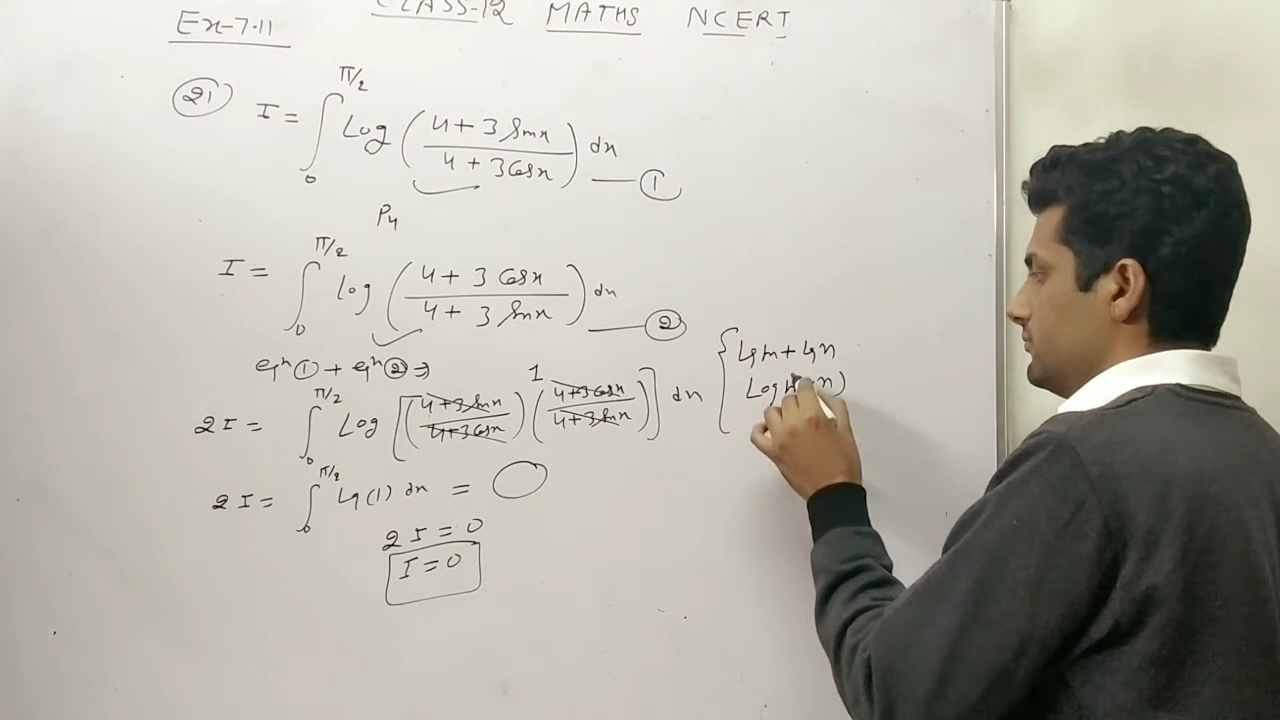 CLASS-12 MATHS NCERT
Ex-7.11
(21) I = ∫₀^(π/2) Log ((4+3 sinx)/(4+3 cosx)) dx —— (1)
P4
I = ∫₀^(π/2) log ((4+3 cosx)/(4+3 sinx)) dx —— (2)
eqⁿ (1) + eqⁿ (2) ⇒
2I = ∫₀^(π/2) Log [((4+3sinx)/(4+3cosx)) ((4+3cosx)/(4+3sinx))] dx
1
{ Logm + logn
Log
n)
2I = ∫₀^(π/2) Log(1) dx = 0
2I = 0
I = 0